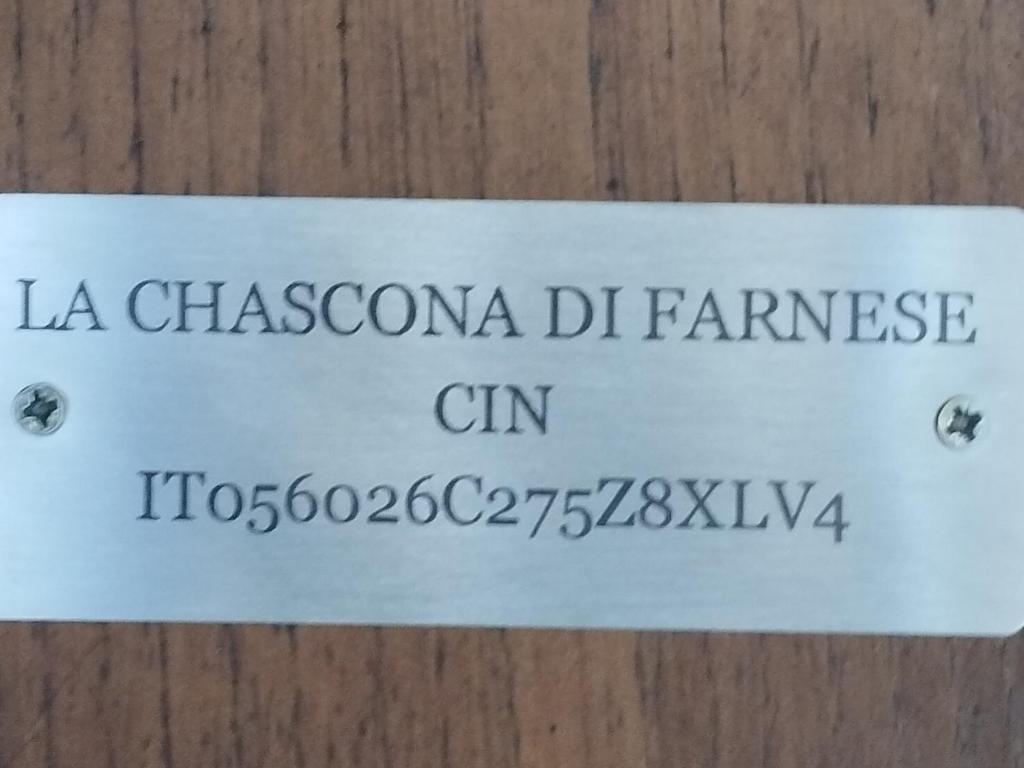 LA CHASCONA DI FARNESE
CIN
IT056026C275Z8XLV4